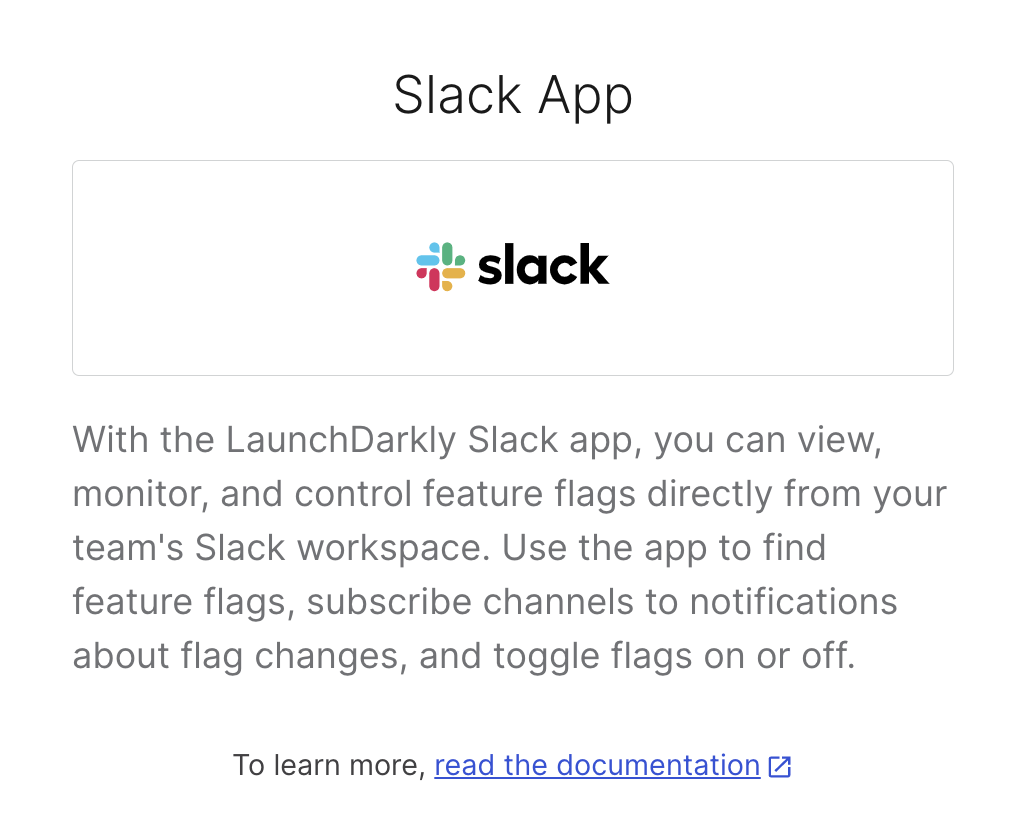 Slack App
slack
With the LaunchDarkly Slack app, you can view,
monitor, and control feature flags directly from your
team's Slack workspace. Use the app to find
feature flags, subscribe channels to notifications
about flag changes, and toggle flags on or off.
To learn more, read the documentation